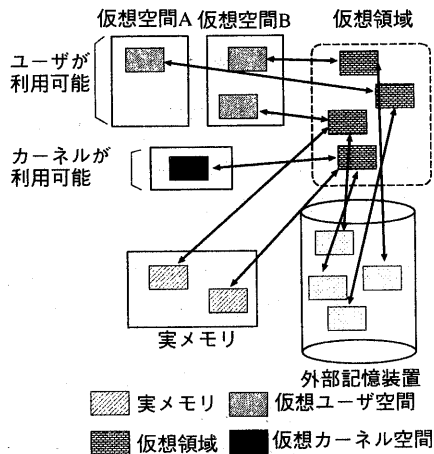 仮想空間A 仮想空間B 仮想領域
ユーザが
利用可能
カーネルが
利用可能
実メモリ
外部記憶装置
実メモリ 仮想ユーザ空間
仮想領域 仮想カーネル空間